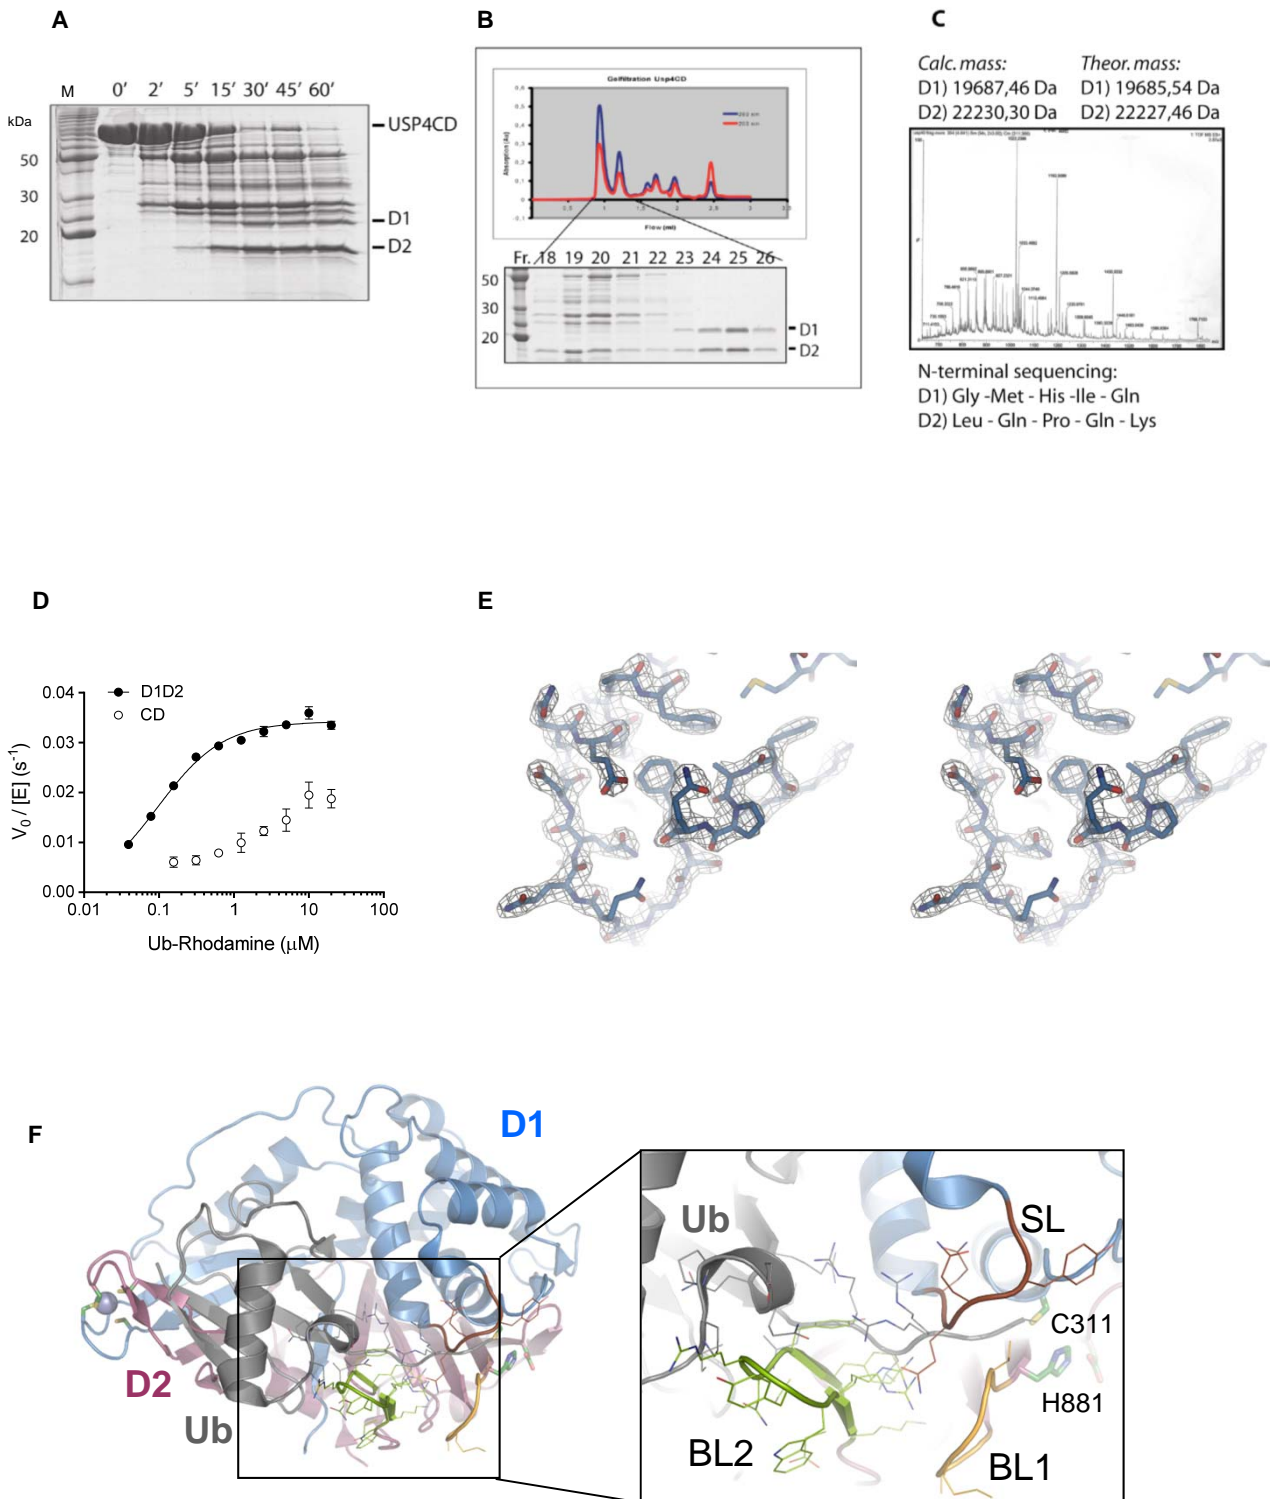 A
M 0' 2' 5' 15' 30' 45' 60'
kDa
USP4CD
50
30
20
D1
D2
B
Gelfiltration Usp4CD
Absorption (Au)
Flow (ml)
Fr. 18 19 20 21 22 23 24 25 26
50
30
20
D1
D2
C
Calc. mass: Theor. mass:
D1) 19687,46 Da D1) 19685,54 Da
D2) 22230,30 Da D2) 22227,46 Da
N-terminal sequencing:
D1) Gly -Met - His -Ile - Gln
D2) Leu - Gln - Pro - Gln - Lys
D
D1D2
CD
0.04
0.03
0.02
0.01
0.00
V0 / [E] (s-1)
0.01 0.1 1 10 100
Ub-Rhodamine (μM)
E
F
D1
D2
Ub
Ub
SL
C311
H881
BL2
BL1